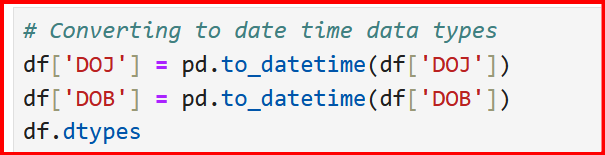 # Converting to date time data types
df['DOJ'] = pd.to_datetime(df['DOJ'])
df['DOB'] = pd.to_datetime(df['DOB'])
df.dtypes